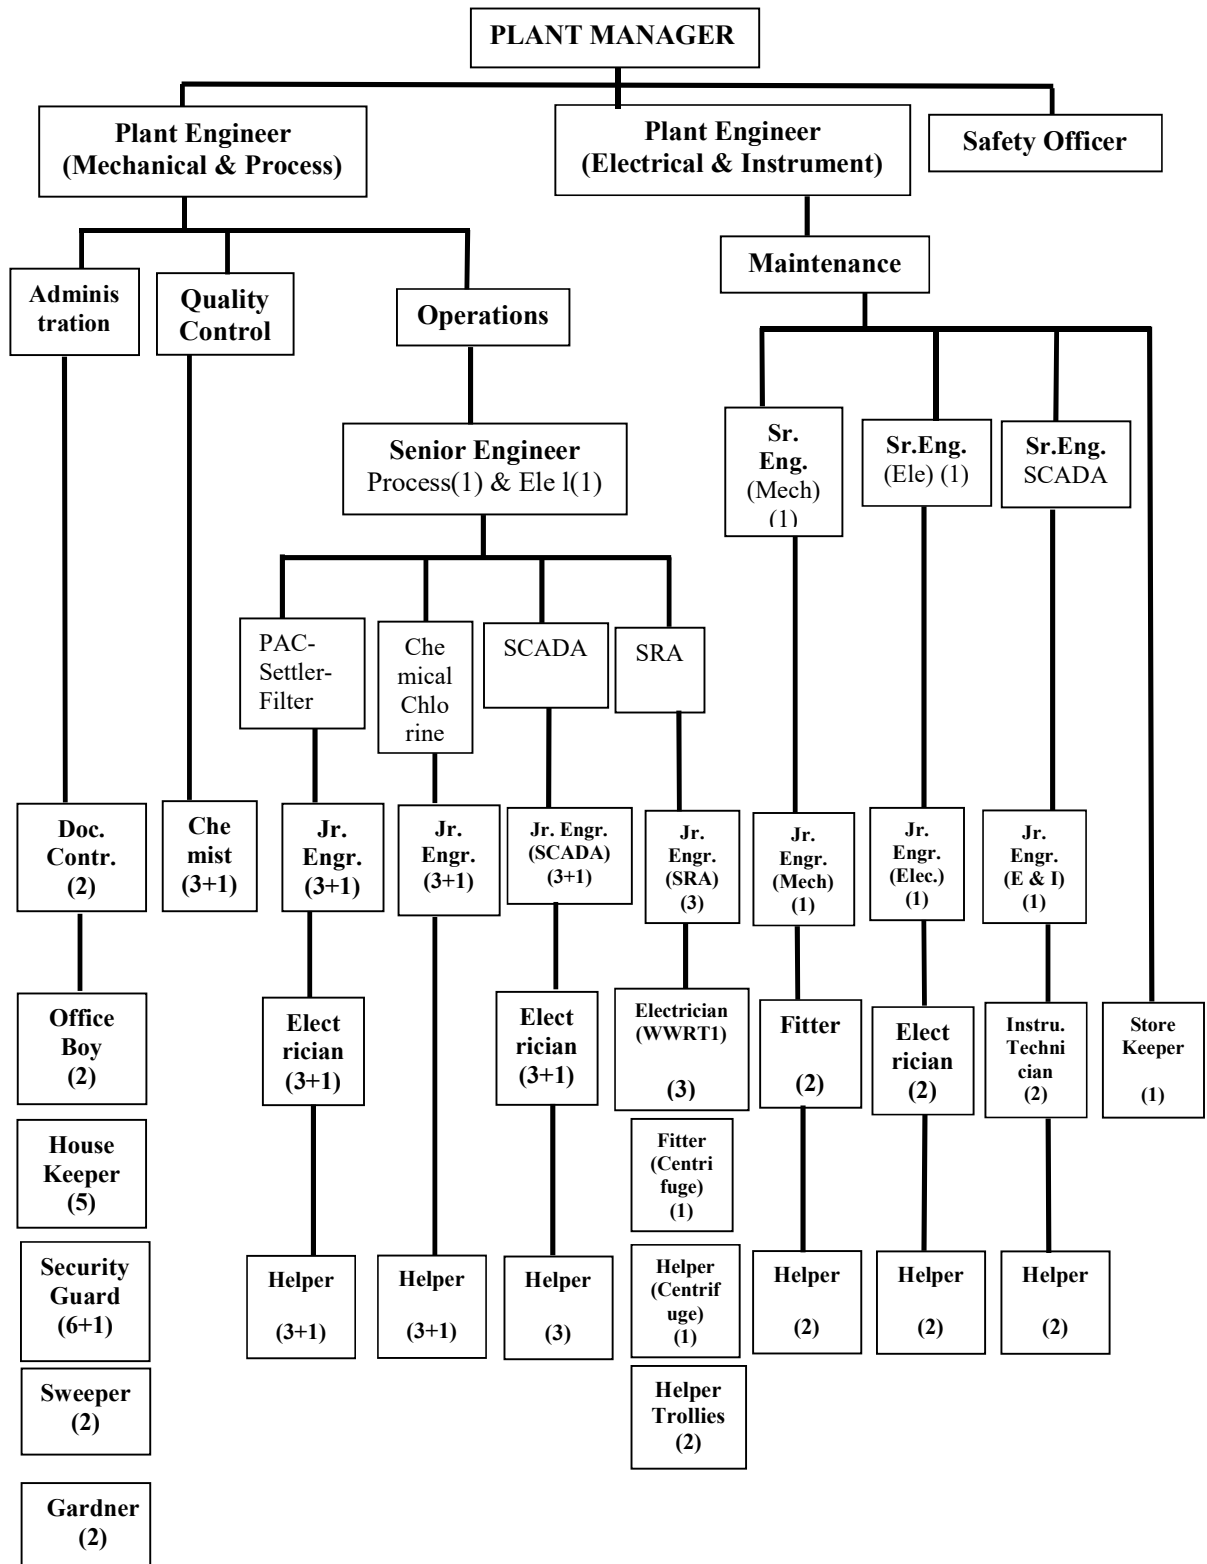 PLANT MANAGER
Plant Engineer
(Mechanical & Process)
Plant Engineer
(Electrical & Instrument)
Safety Officer
Adminis
tration
Quality
Control
Operations
Maintenance
Senior Engineer
Process(1) & Ele l(1)
Sr.
Eng.
(Mech)
(1)
Sr.Eng.
(Ele) (1)
Sr.Eng.
SCADA
PAC-
Settler-
Filter
Che
mical
Chlo
rine
SCADA
SRA
Doc.
Contr.
(2)
Che
mist
(3+1)
Jr.
Engr.
(3+1)
Jr.
Engr.
(3+1)
Jr. Engr.
(SCADA)
(3+1)
Jr.
Engr.
(SRA)
(3)
Jr.
Engr.
(Mech)
(1)
Jr.
Engr.
(Elec.)
(1)
Jr.
Engr.
(E & I)
(1)
Office
Boy
(2)
Elect
rician
(3+1)
Elect
rician
(3+1)
Electrician
(WWRT1)
(3)
Fitter
(2)
Elect
rician
(2)
Instru.
Techni
cian
(2)
Store
Keeper
(1)
House
Keeper
(5)
Fitter
(Centri
fuge)
(1)
Security
Guard
(6+1)
Helper
(3+1)
Helper
(3+1)
Helper
(3)
Helper
(Centrif
uge)
(1)
Helper
(2)
Helper
(2)
Helper
(2)
Sweeper
(2)
Helper
Trollies
(2)
Gardner
(2)